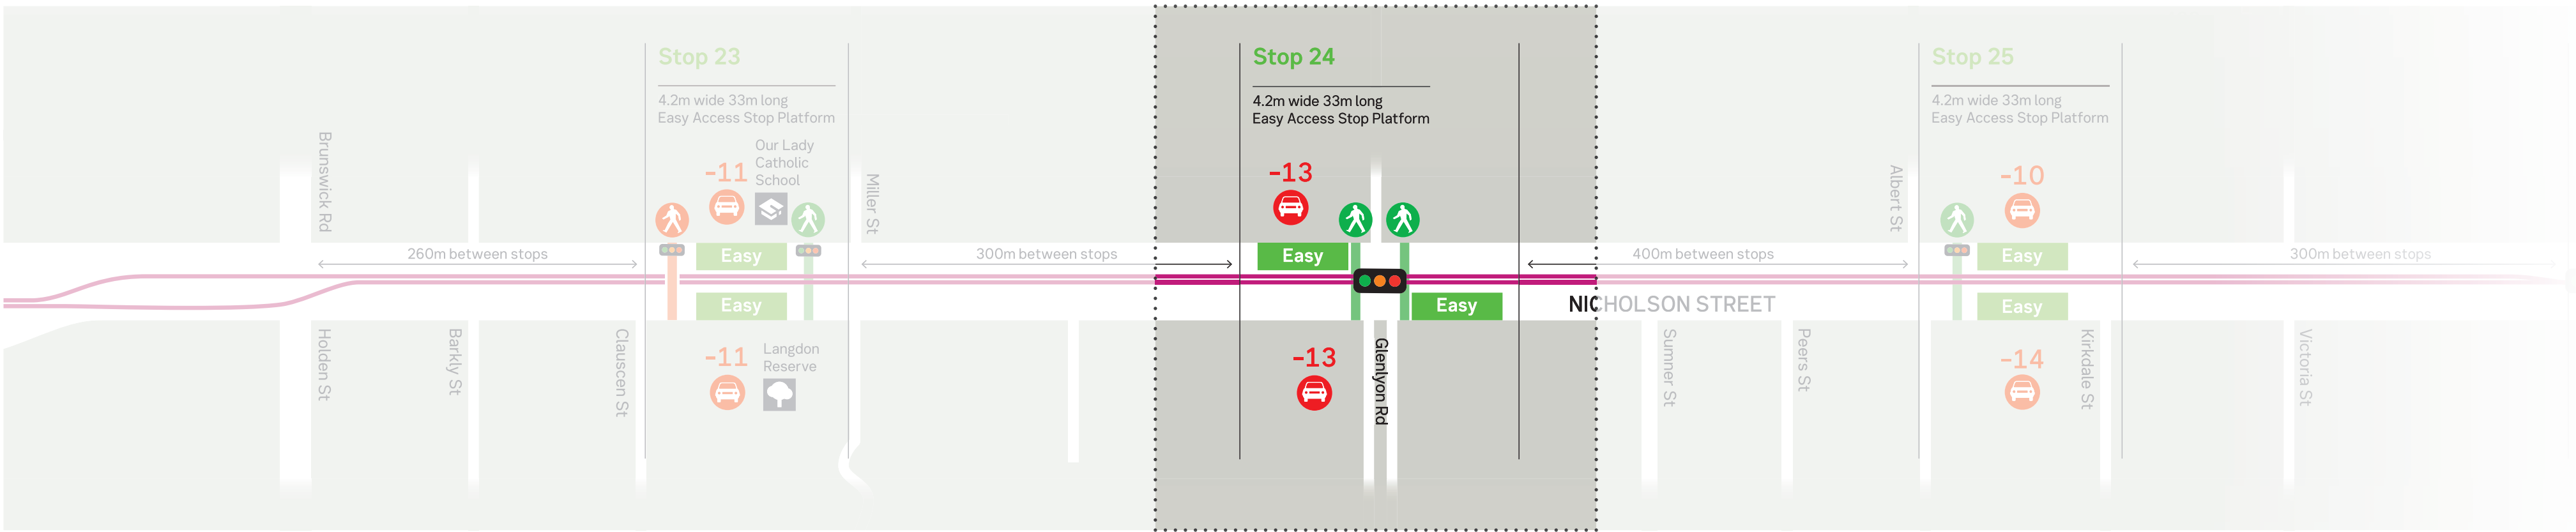 Stop 23
4.2m wide 33m long
Easy Access Stop Platform
Our Lady
Catholic
School
-11
Brunswick Rd
Miller St
260m between stops
Easy
300m between stops
Easy
Holden St
Barkly St
Clauscen St
-11
Langdon
Reserve
Stop 24
4.2m wide 33m long
Easy Access Stop Platform
-13
Easy
Easy
-13
Glenlyon Rd
NICHOLSON STREET
400m between stops
Stop 25
4.2m wide 33m long
Easy Access Stop Platform
Albert St
-10
Easy
300m between stops
Easy
Summer St
Peers St
-14
Kirkdale St
Victoria St